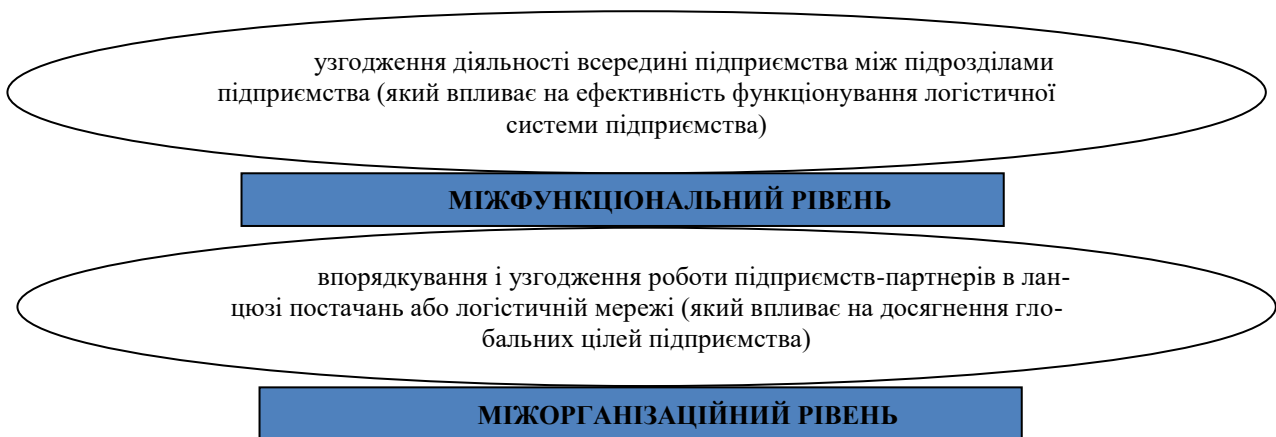 узгодження діяльності всередині підприємства між підрозділами
підприємства (який впливає на ефективність функціонування логістичної
системи підприємства)
МІЖФУНКЦІОНАЛЬНИЙ РІВЕНЬ
впорядкування і узгодження роботи підприємств-партнерів в лан-
цюзі постачань або логістичній мережі (який впливає на досягнення гло-
бальних цілей підприємства)
МІЖОРГАНІЗАЦІЙНИЙ РІВЕНЬ